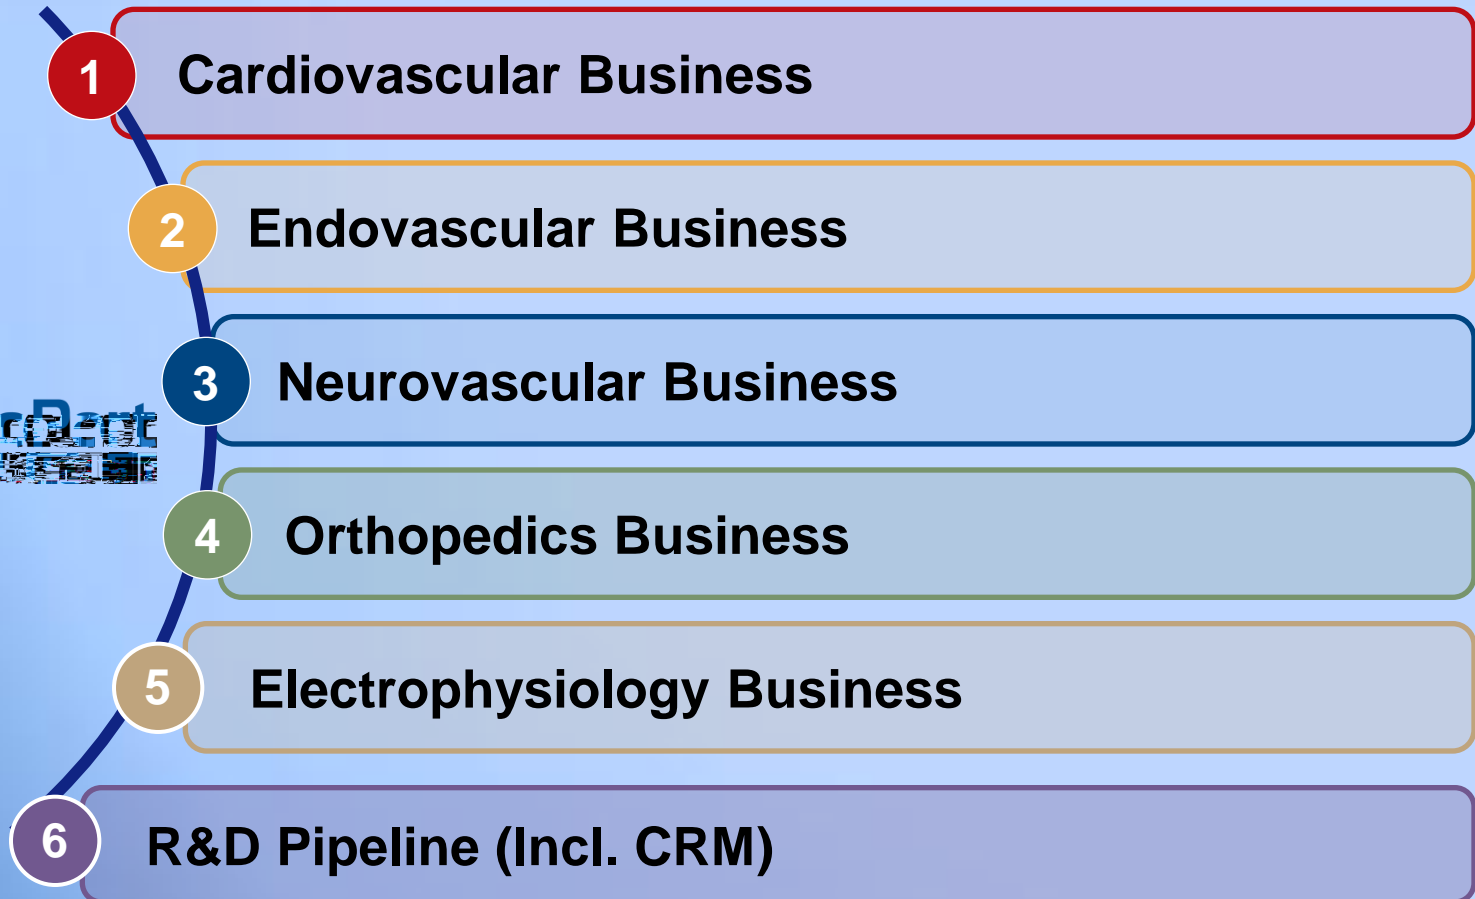 1 Cardiovascular Business
2 Endovascular Business
3 Neurovascular Business
4 Orthopedics Business
5 Electrophysiology Business
6 R&D Pipeline (Incl. CRM)